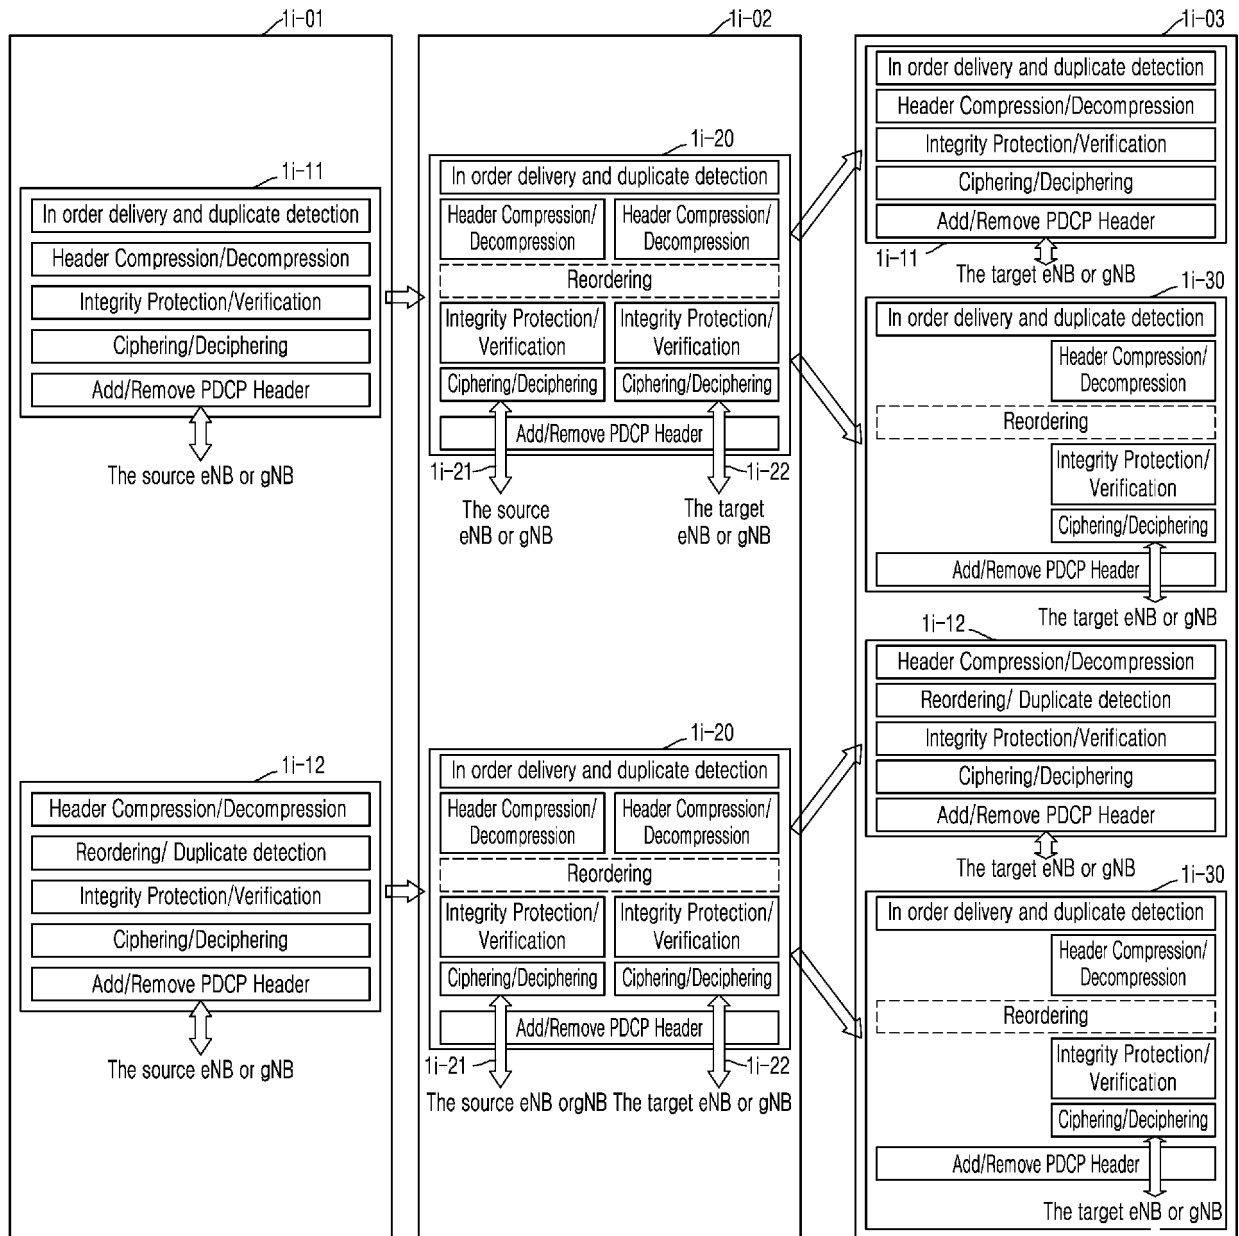 1i-01
1i-11
In order delivery and duplicate detection
Header Compression/Decompression
Integrity Protection/Verification
Ciphering/Deciphering
Add/Remove PDCP Header
The source eNB or gNB
1i-12
Header Compression/Decompression
Reordering/ Duplicate detection
Integrity Protection/Verification
Ciphering/Deciphering
Add/Remove PDCP Header
The source eNB or gNB
1i-02
1i-20
In order delivery and duplicate detection
Header Compression/
Decompression
Header Compression/
Decompression
Reordering
Integrity Protection/
Verification
Integrity Protection/
Verification
Ciphering/Deciphering
Ciphering/Deciphering
Add/Remove PDCP Header
1i-21
1i-22
The source
eNB or gNB
The target
eNB or gNB
1i-20
In order delivery and duplicate detection
Header Compression/
Decompression
Header Compression/
Decompression
Reordering
Integrity Protection/
Verification
Integrity Protection/
Verification
Ciphering/Deciphering
Ciphering/Deciphering
Add/Remove PDCP Header
1i-21
1i-22
The source eNB orgNB
The target eNB or gNB
1i-03
In order delivery and duplicate detection
Header Compression/Decompression
Integrity Protection/Verification
Ciphering/Deciphering
Add/Remove PDCP Header
1i-11
The target eNB or gNB
1i-30
In order delivery and duplicate detection
Header Compression/
Decompression
Reordering
Integrity Protection/
Verification
Ciphering/Deciphering
Add/Remove PDCP Header
The target eNB or gNB
1i-12
Header Compression/Decompression
Reordering/ Duplicate detection
Integrity Protection/Verification
Ciphering/Deciphering
Add/Remove PDCP Header
The target eNB or gNB
1i-30
In order delivery and duplicate detection
Header Compression/
Decompression
Reordering
Integrity Protection/
Verification
Ciphering/Deciphering
Add/Remove PDCP Header
The target eNB or gNB